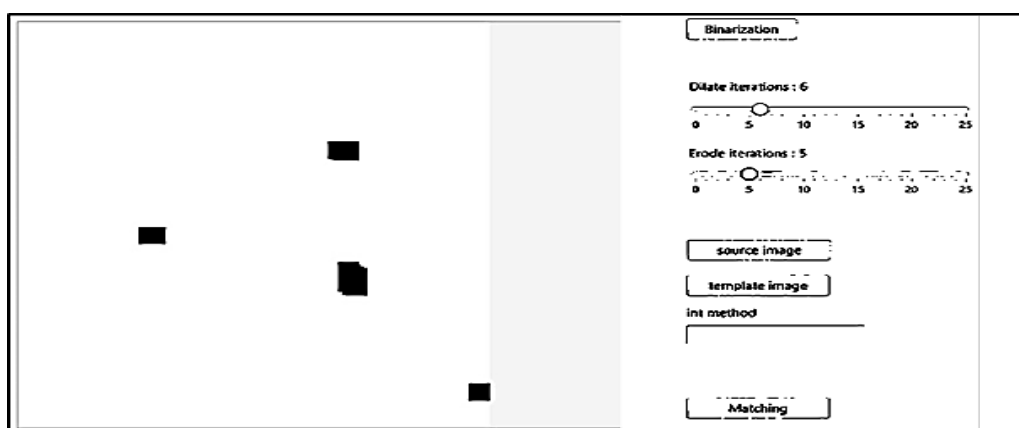 Binarization
Dilate iterations : 6
0 5 10 15 20 25
Erode iterations : 5
0 5 10 15 20 25
source image
template image
int method
Matching